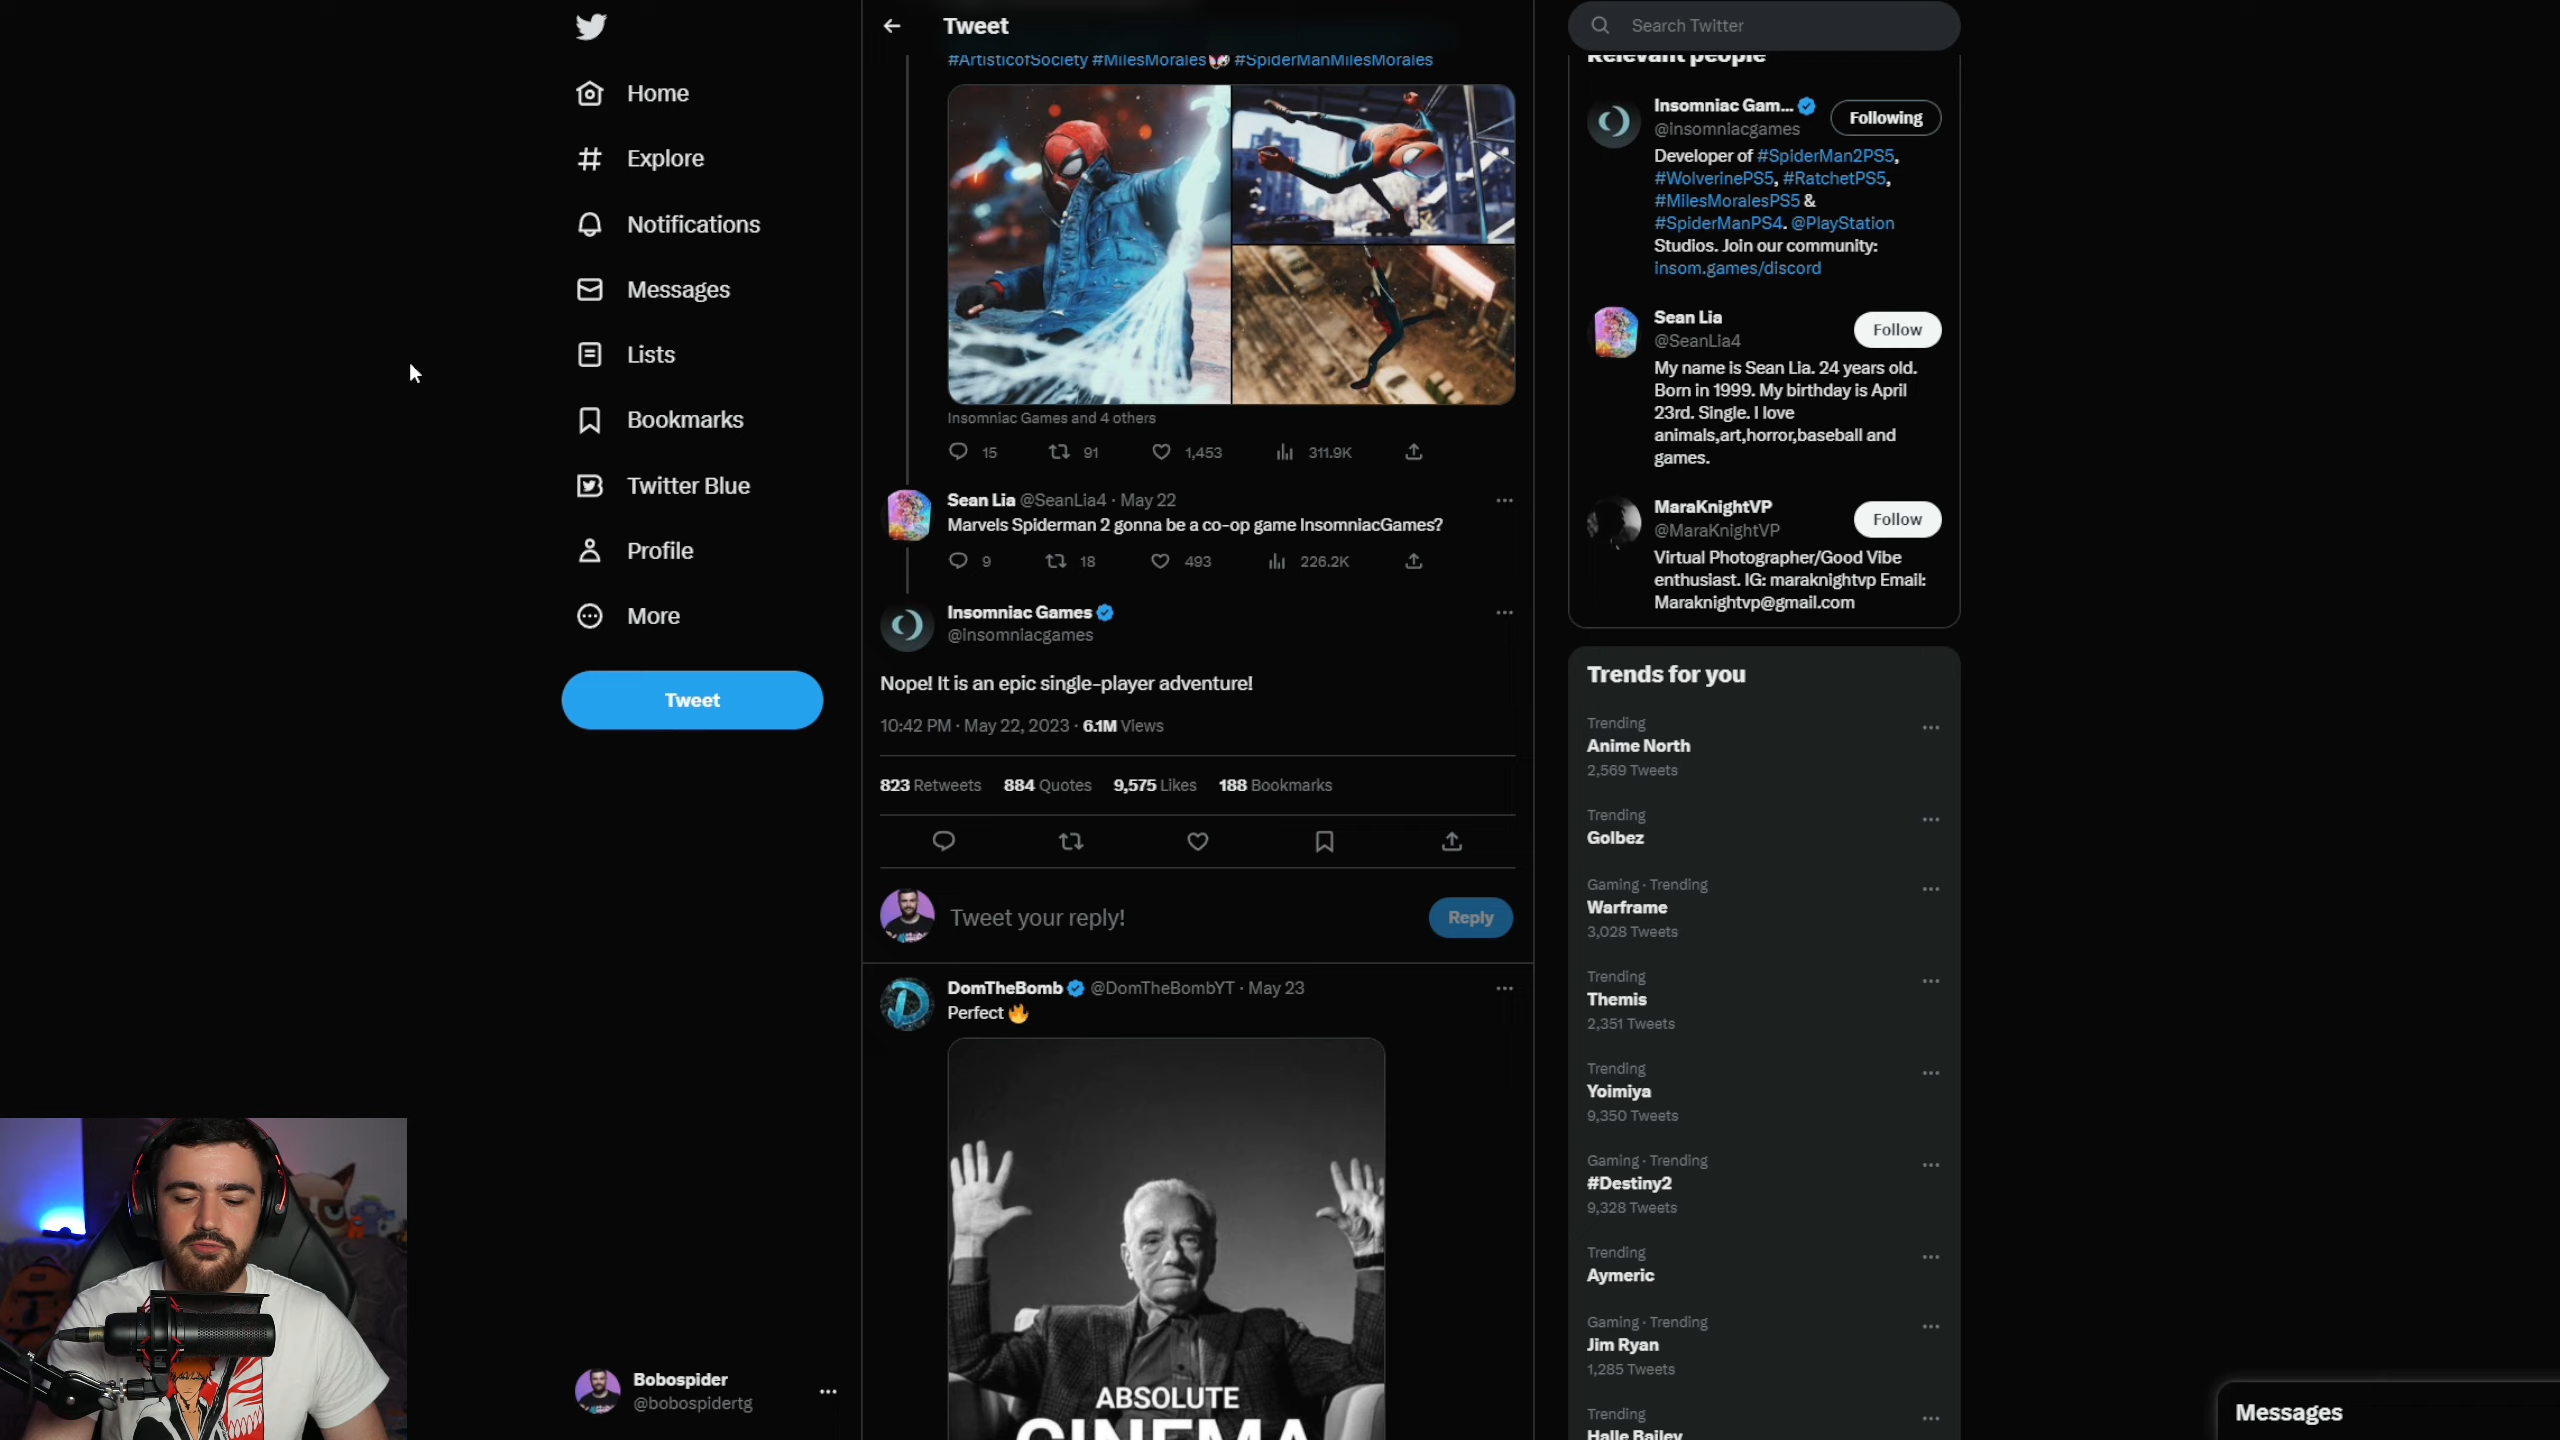 Home
Explore
Notifications
Messages
Lists
Bookmarks
Twitter Blue
Profile
More
Tweet
Bobospider
@bobospidertg
Tweet
#ArtisticofSociety #MilesMorales #SpiderManMilesMorales
Insomniac Games and 4 others
15 91 1,453 311.9K
Sean Lia @SeanLia4 · May 22
Marvels Spiderman 2 gonna be a co-op game InsomniacGames?
9 18 493 226.2K
Insomniac Games
@insomniacgames
Nope! It is an epic single-player adventure!
10:42 PM · May 22, 2023 · 6.1M Views
823 Retweets 884 Quotes 9,575 Likes 188 Bookmarks
Tweet your reply!
Reply
DomTheBomb @DomTheBombYT · May 23
Perfect 🔥
ABSOLUTE
CINEMA
Search Twitter
Relevant people
Insomniac Gam...
@insomniacgames
Following
Developer of #SpiderMan2PS5,
#WolverinePS5, #RatchetPS5,
#MilesMoralesPS5 &
#SpiderManPS4. @PlayStation
Studios. Join our community:
insom.games/discord
Sean Lia
@SeanLia4
Follow
My name is Sean Lia. 24 years old.
Born in 1999. My birthday is April
23rd. Single. I love
animals,art,horror,baseball and
games.
MaraKnightVP
@MaraKnightVP
Follow
Virtual Photographer/Good Vibe
enthusiast. IG: maraknightvp Email:
Maraknightvp@gmail.com
Trends for you
Trending
Anime North
2,569 Tweets
Trending
Golbez
Gaming · Trending
Warframe
3,028 Tweets
Trending
Themis
2,351 Tweets
Trending
Yoimiya
9,350 Tweets
Gaming · Trending
#Destiny2
9,328 Tweets
Trending
Aymeric
Gaming · Trending
Jim Ryan
1,285 Tweets
Trending
Halle Bailey
Messages